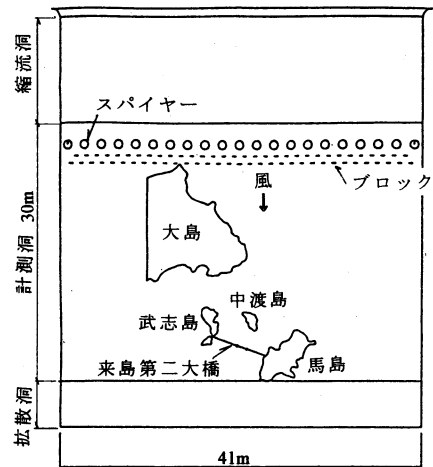 縮流洞
スパイヤー
風
ブロック
計測洞 30m
大島
中渡島
武志島
来島第二大橋
馬島
拡散洞
41m